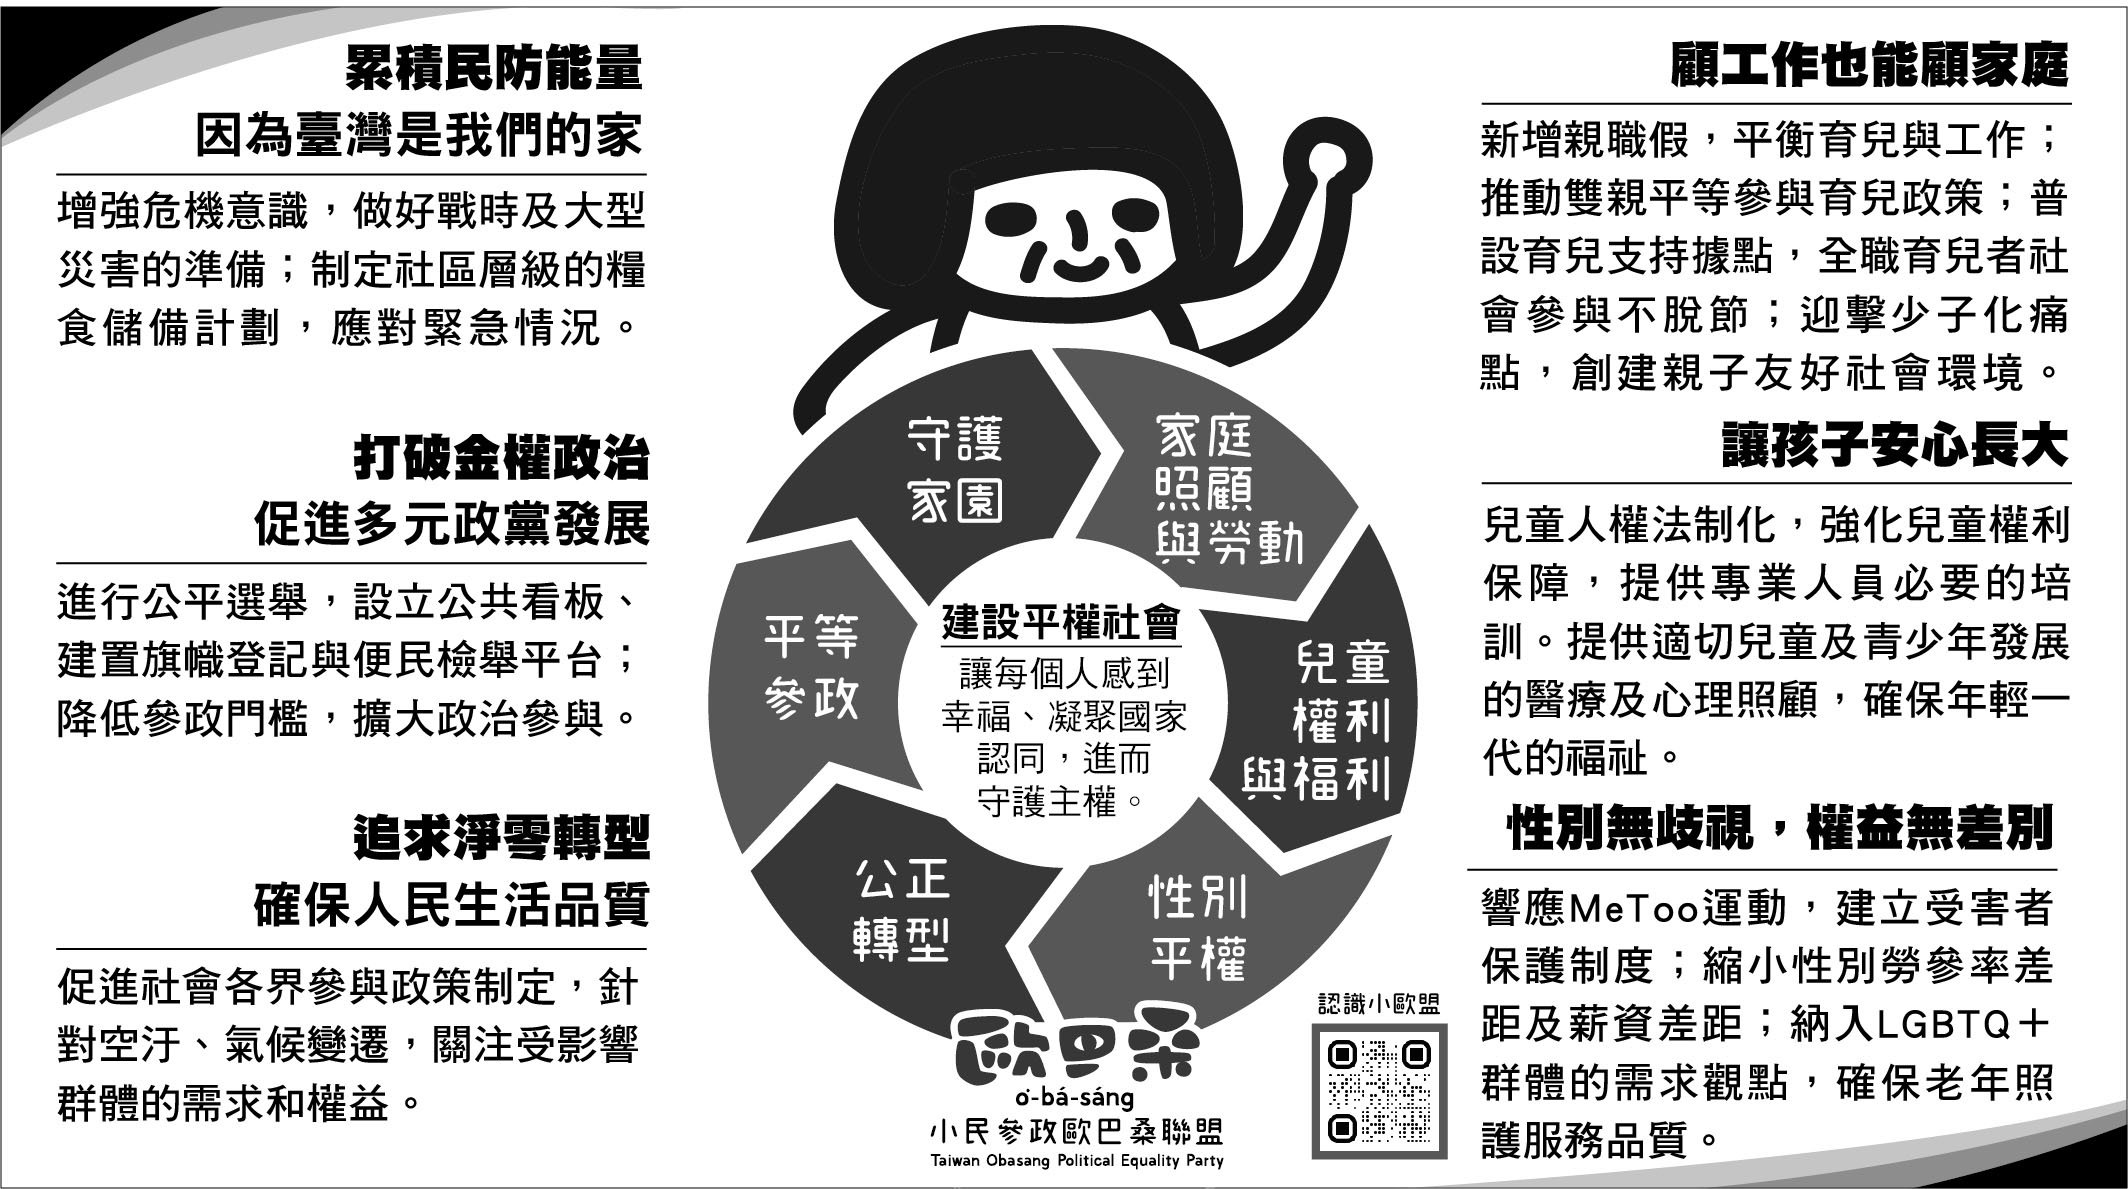 累積民防能量
因為臺灣是我們的家
增強危機意識，做好戰時及大型
災害的準備；制定社區層級的糧
食儲備計劃，應對緊急情況。
打破金權政治
促進多元政黨發展
進行公平選舉，設立公共看板、
建置旗幟登記與便民檢舉平台；
降低參政門檻，擴大政治參與。
追求淨零轉型
確保人民生活品質
促進社會各界參與政策制定，針
對空汙、氣候變遷，關注受影響
群體的需求和權益。
守護
家園
家庭
照顧
與勞動
平等
參政
兒童
權利
與福利
公正
轉型
性別
平權
建設平權社會
讓每個人感到
幸福、凝聚國家
認同，進而
守護主權。
歐巴桑
o͘-bá-sáng
小民參政歐巴桑聯盟
Taiwan Obasang Political Equality Party
認識小歐盟
顧工作也能顧家庭
新增親職假，平衡育兒與工作；
推動雙親平等參與育兒政策；普
設育兒支持據點，全職育兒者社
會參與不脫節；迎擊少子化痛
點，創建親子友好社會環境。
讓孩子安心長大
兒童人權法制化，強化兒童權利
保障，提供專業人員必要的培
訓。提供適切兒童及青少年發展
的醫療及心理照顧，確保年輕一
代的福祉。
性別無歧視，權益無差別
響應MeToo運動，建立受害者
保護制度；縮小性別勞參率差
距及薪資差距；納入LGBTQ＋
群體的需求觀點，確保老年照
護服務品質。